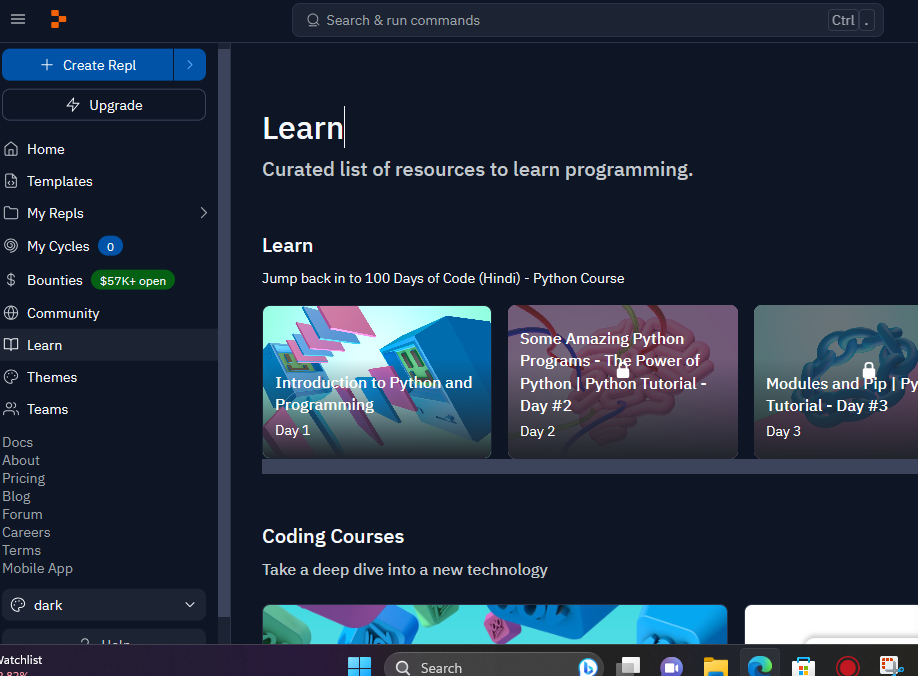 Search & run commands
Ctrl .
Create Repl
Upgrade
Home
Templates
My Repls
My Cycles 0
Bounties $57K+ open
Community
Learn
Themes
Teams
Docs
About
Pricing
Blog
Forum
Careers
Terms
Mobile App
dark
Help
Learn
Curated list of resources to learn programming.
Learn
Jump back in to 100 Days of Code (Hindi) - Python Course
Introduction to Python and
Programming
Day 1
Some Amazing Python
Programs - The Power of
Python | Python Tutorial -
Day #2
Day 2
Modules and Pip | Py
Tutorial - Day #3
Day 3
Coding Courses
Take a deep dive into a new technology
Watchlist
Search